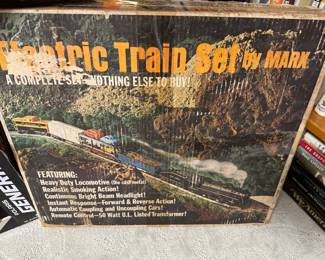 Electric Train Set by MARX
A COMPLETE SET - NOTHING ELSE TO BUY!
FEATURING:
Heavy Duty Locomotive
Realistic Smoking Action!
Continuous Bright Beam Headlight!
Instant Response—Forward & Reverse Action!
Automatic Coupling and Uncoupling Cars!
Remote Control—50 Watt U.L. Listed Transformer!